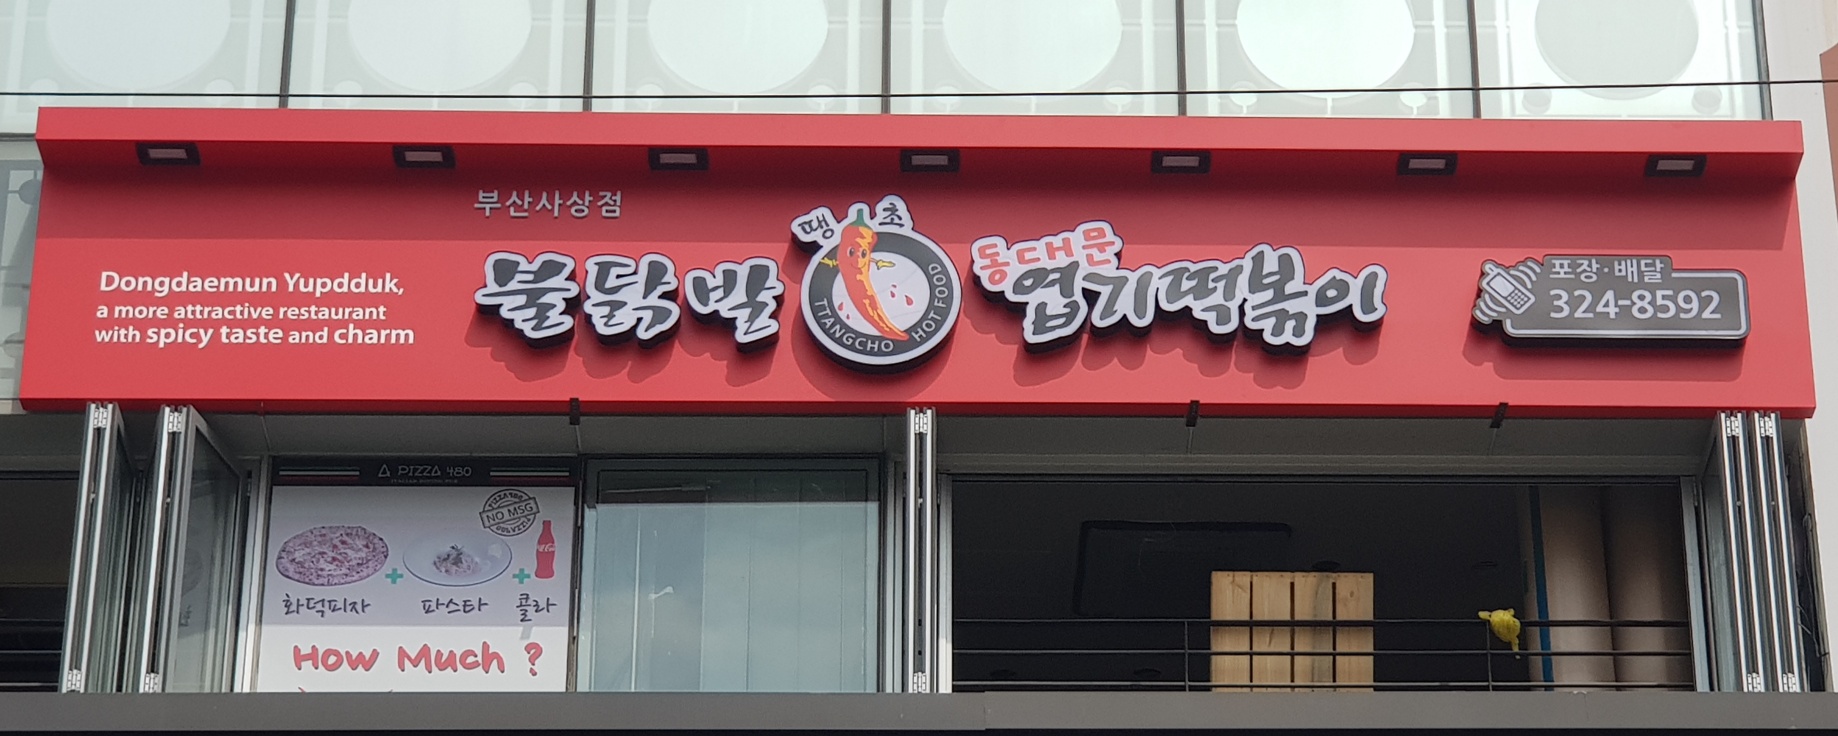 부산사상점
Dongdaemun Yupdduk,
a more attractive restaurant
with spicy taste and charm
불닭발
땡초
TTANGCHO HOT FOOD
동대문
엽기떡볶이
포장·배달
324-8592
PIZZA 480
NO MSG
화덕피자
파스타
콜라
How Much ?